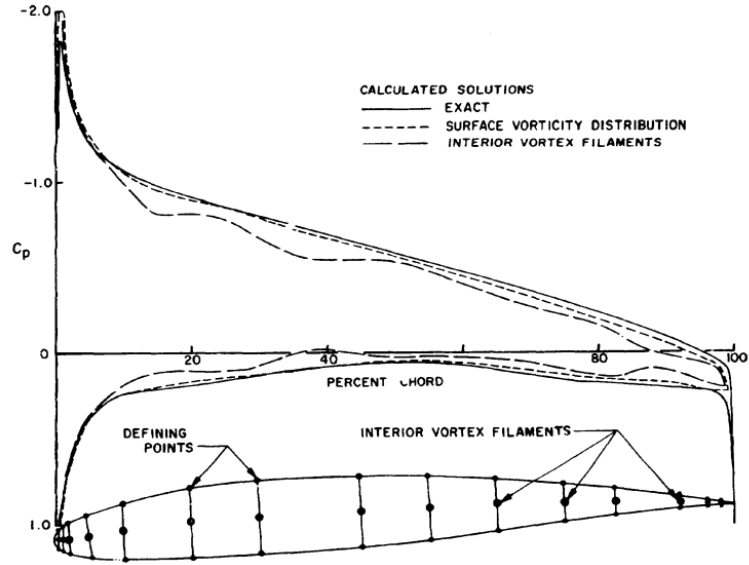 -2.0
CALCULATED SOLUTIONS
EXACT
SURFACE VORTICITY DISTRIBUTION
INTERIOR VORTEX FILAMENTS
-1.0
Cp
0
20
40
60
80
100
PERCENT CHORD
DEFINING
POINTS
INTERIOR VORTEX FILAMENTS
1.0